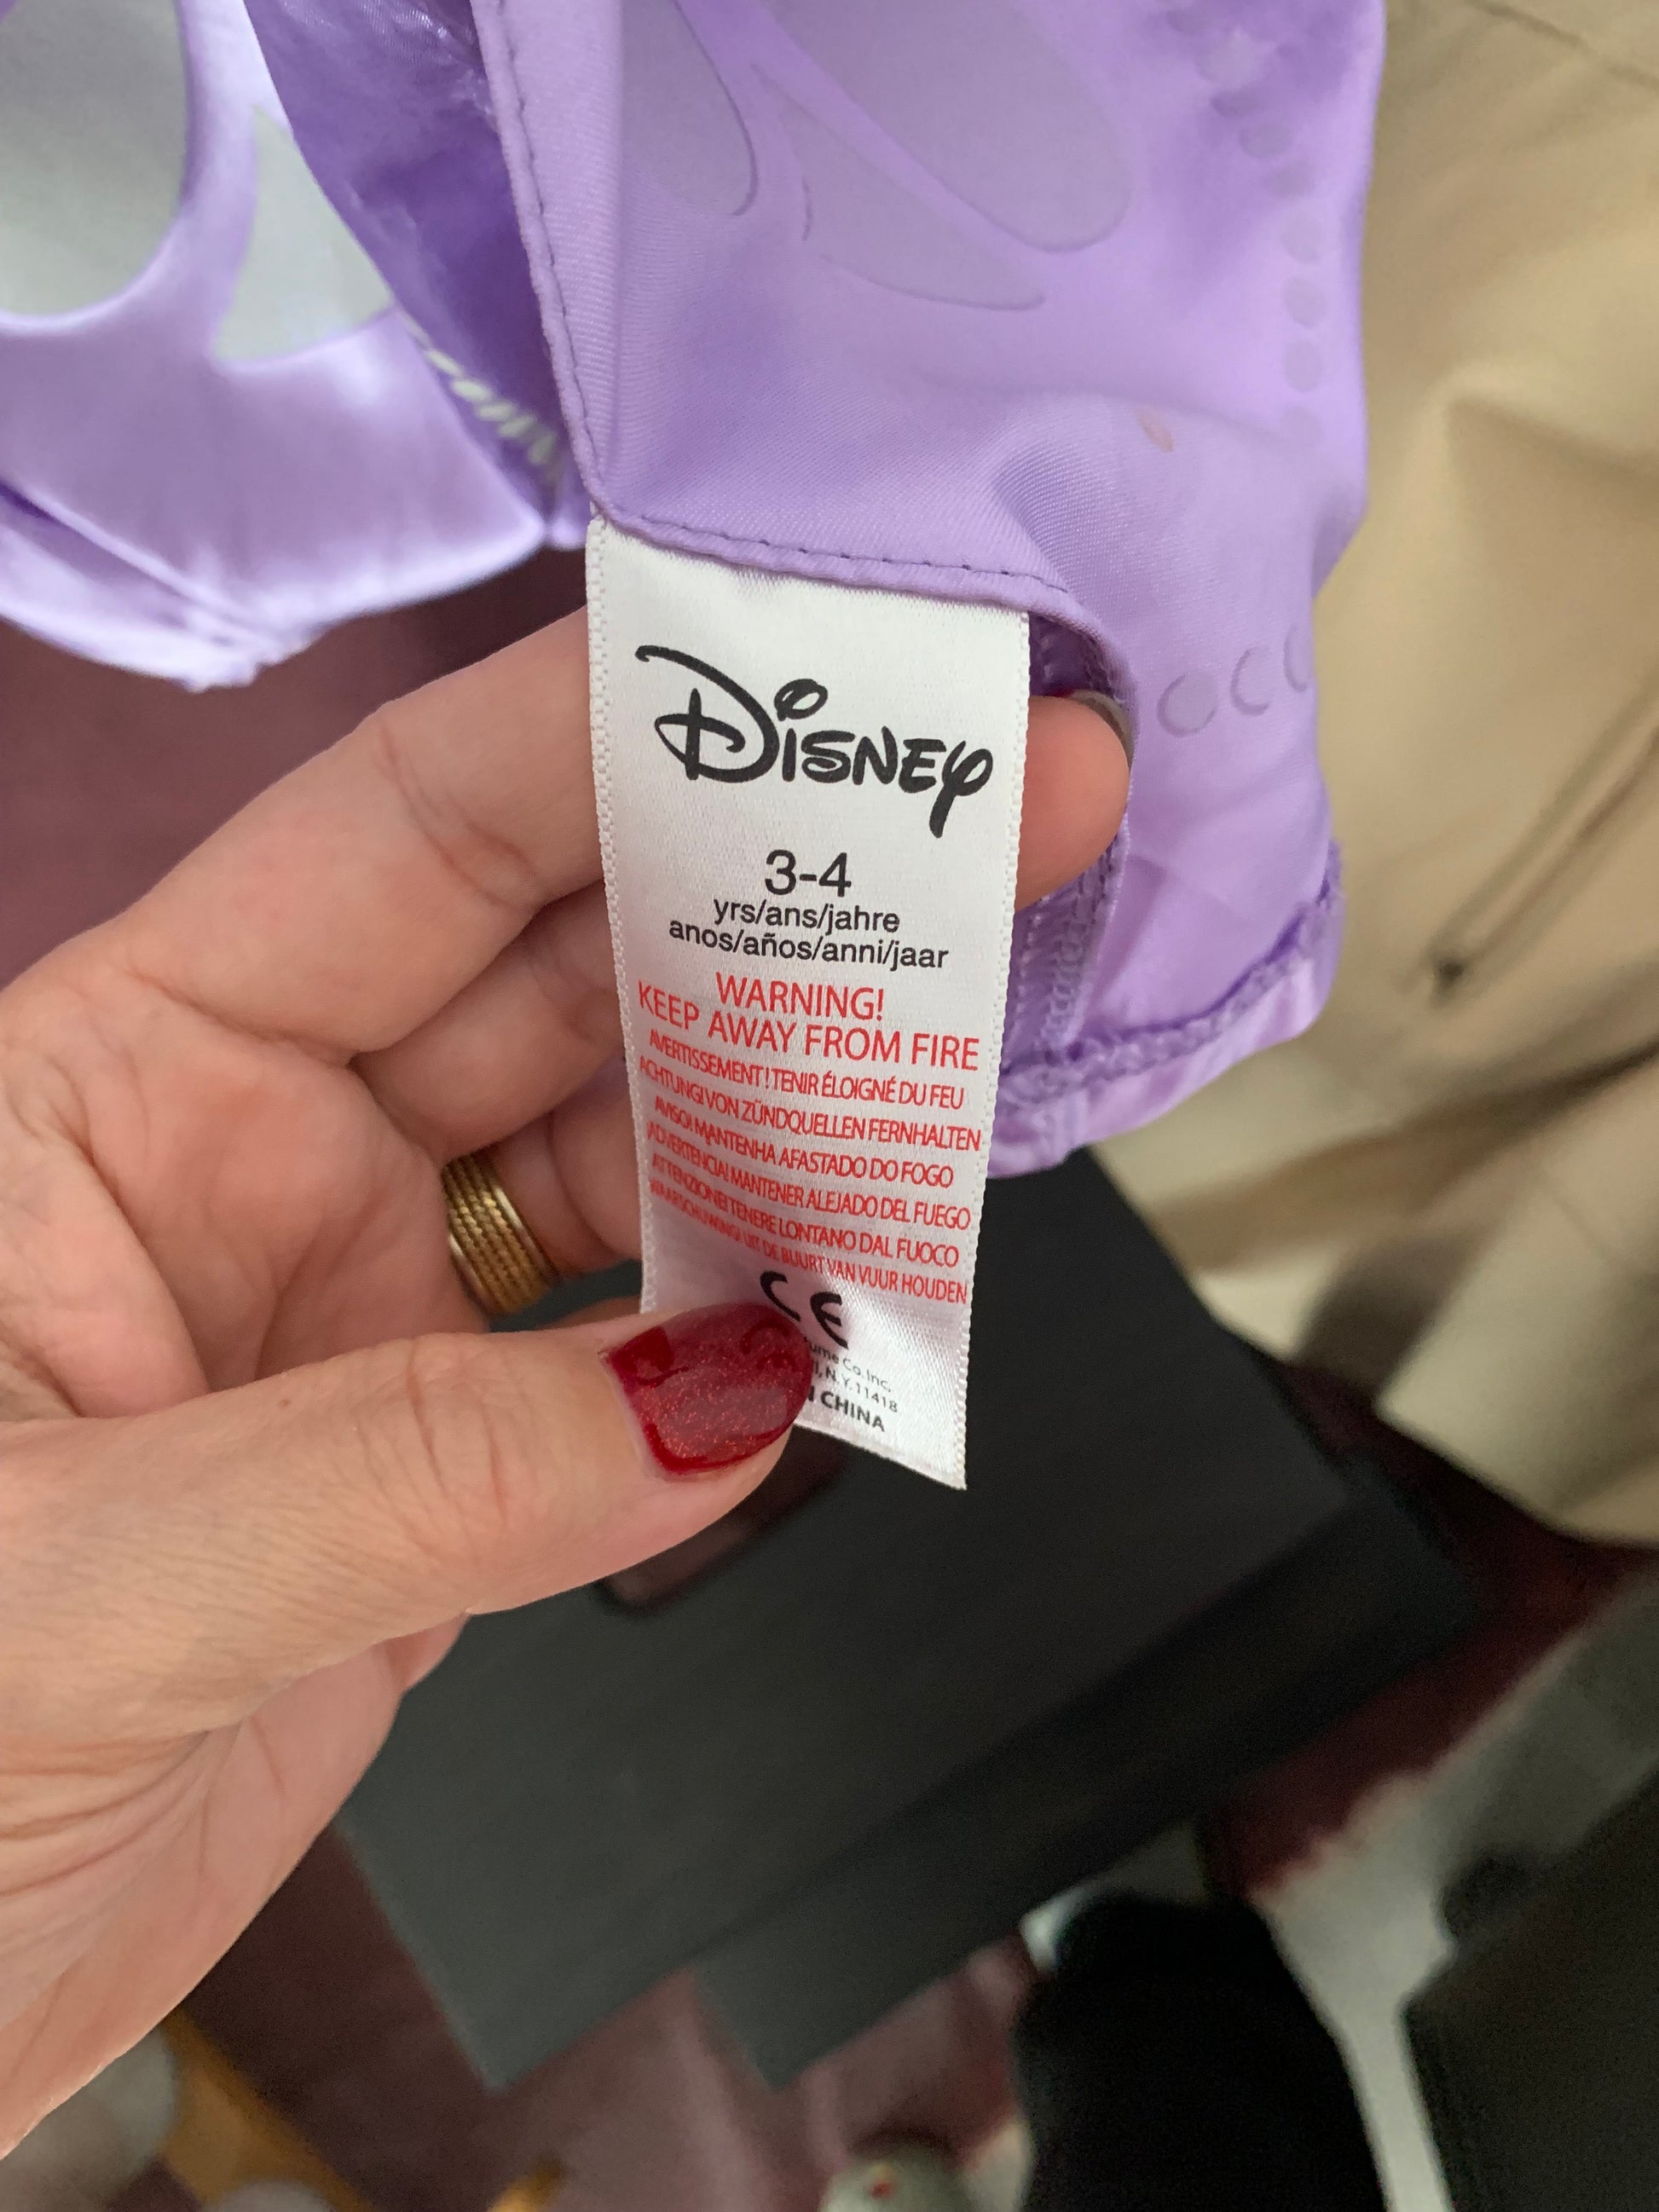 Disney
3-4
yrs/ans/jahre
anos/años/anni/jaar
WARNING!
KEEP AWAY FROM FIRE
AVERTISSEMENT! TENIR ÉLOIGNÉ DU FEU
ACHTUNG! VON ZÜNDQUELLEN FERNHALTEN
AVISO! MANTENHA AFASTADO DO FOGO
¡ADVERTENCIA! MANTENER ALEJADO DEL FUEGO
ATTENZIONE! TENERE LONTANO DAL FUOCO
WAARSCHUWING! UIT DE BUURT VAN VUUR HOUDEN
CE
Co. Inc.
N.Y. 11418
CHINA